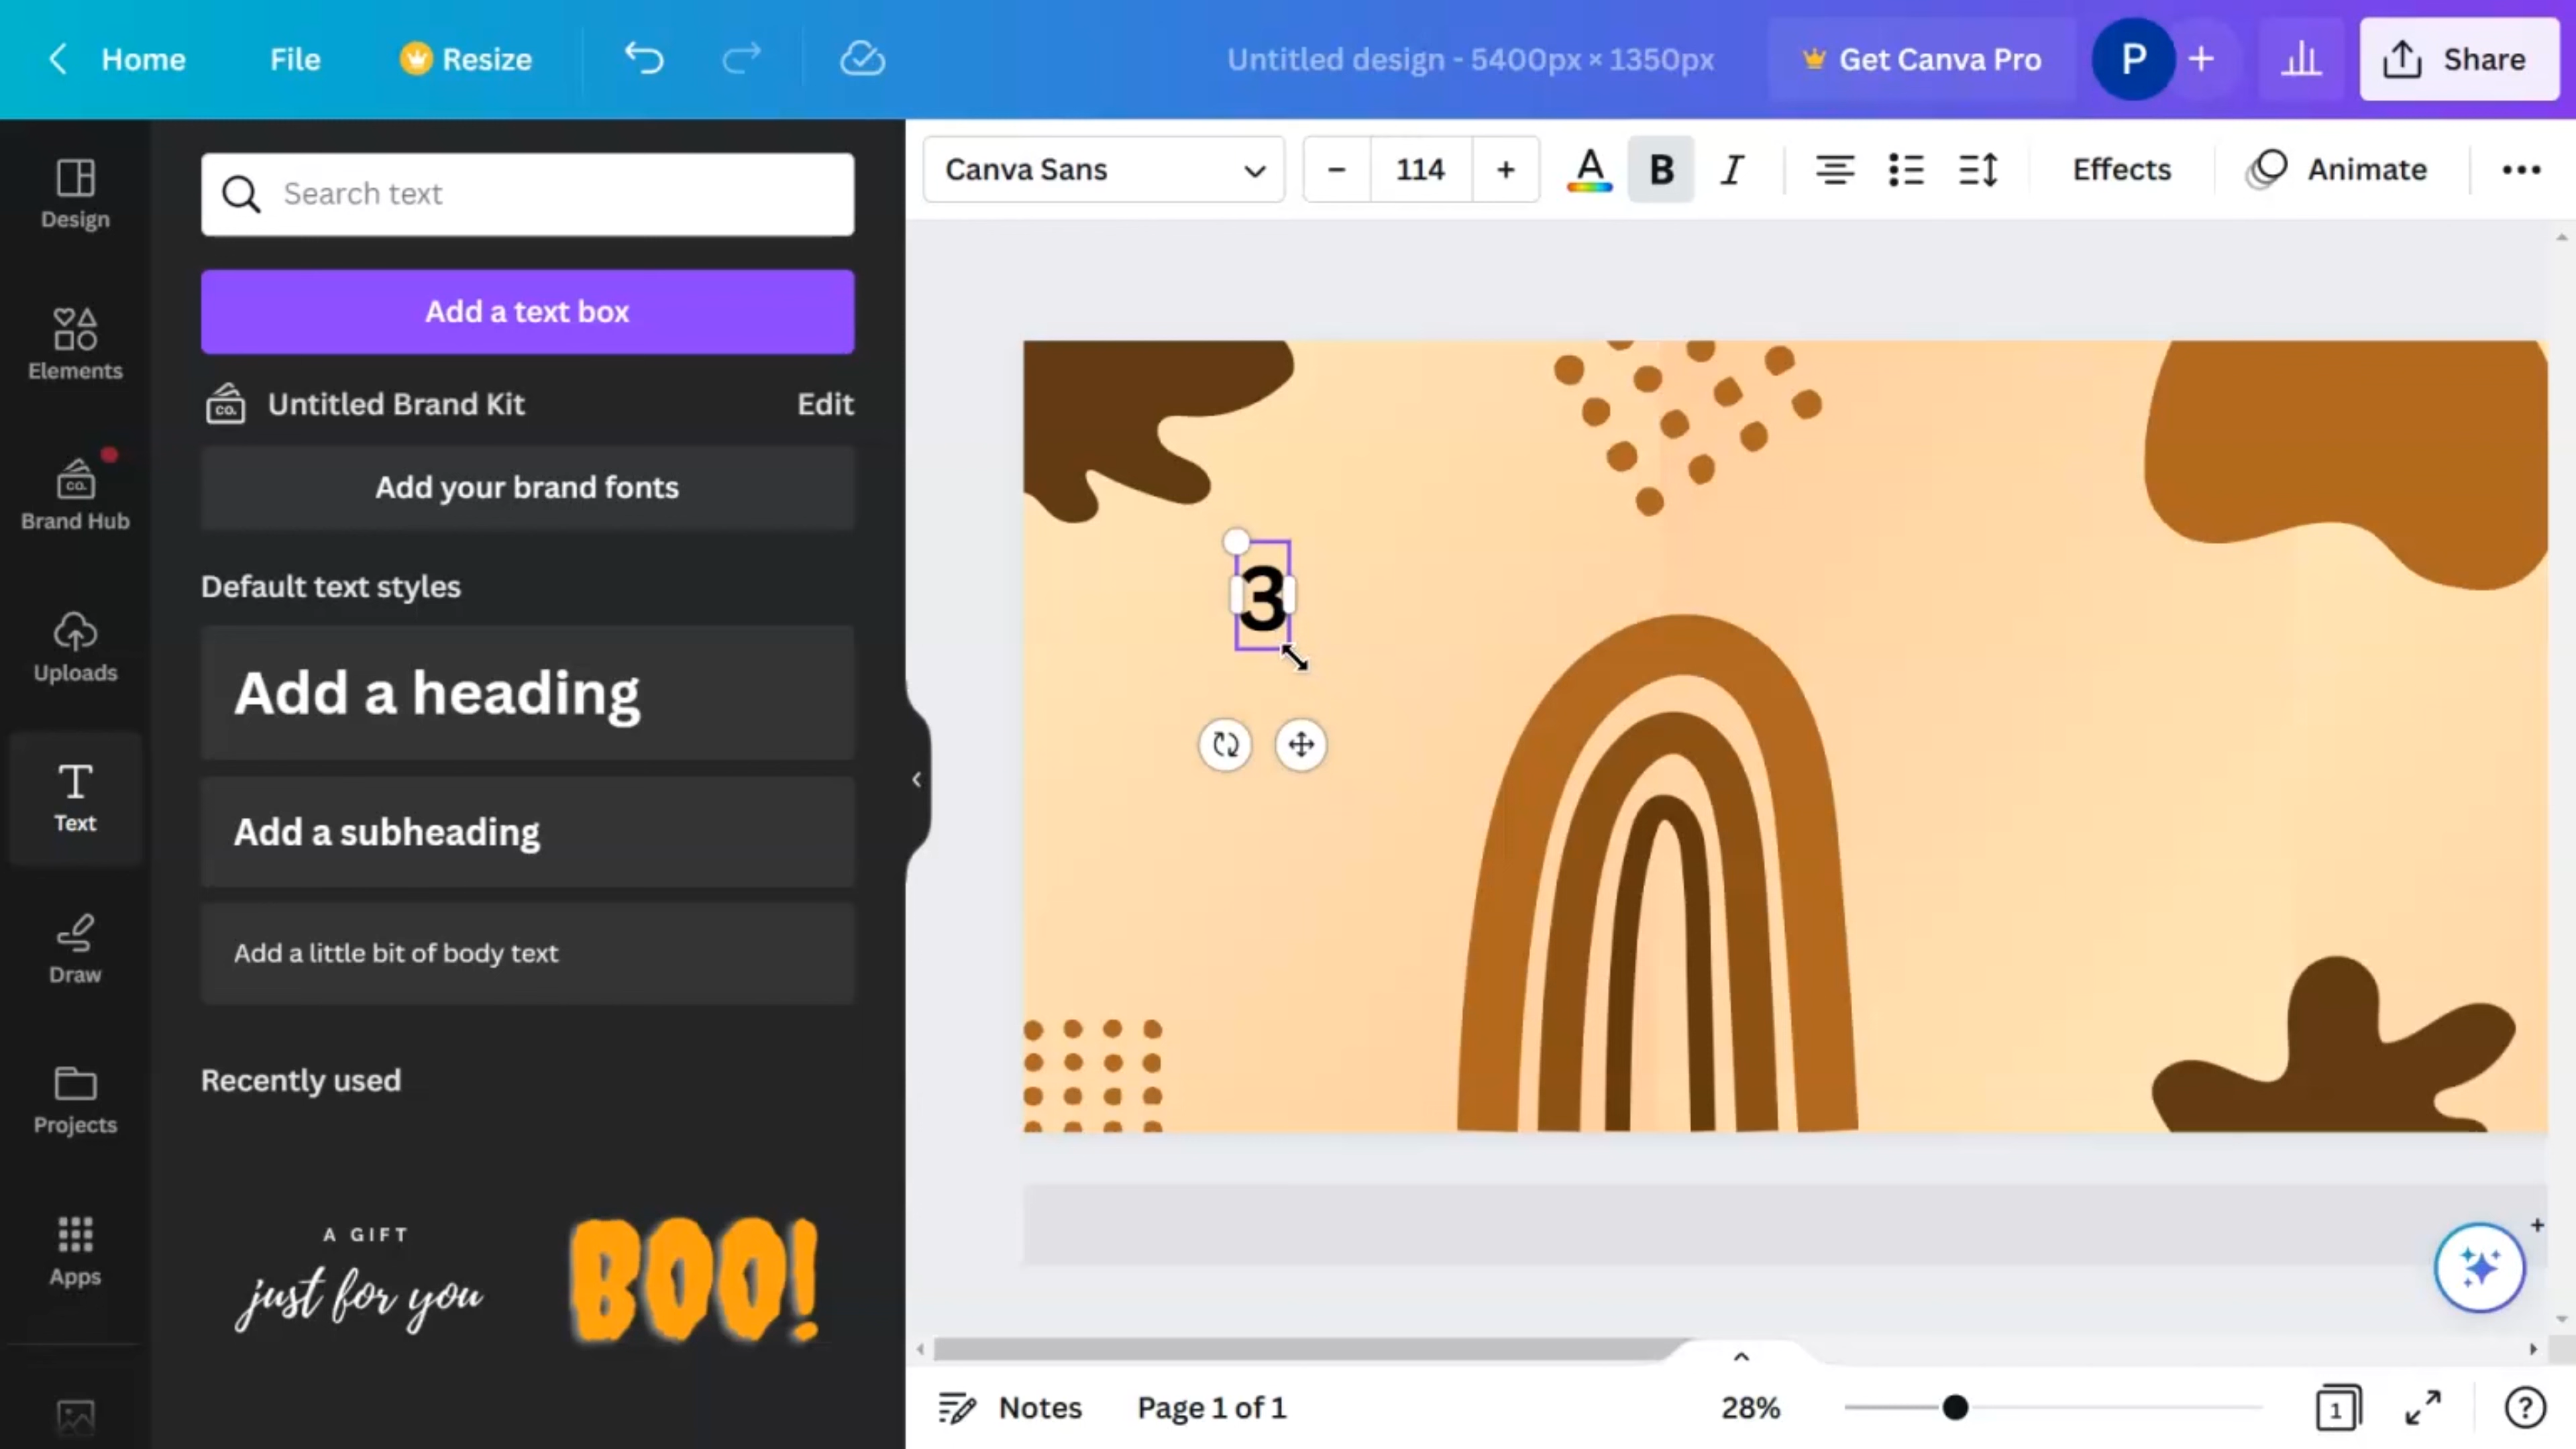 Home File Resize Untitled design - 5400px × 1350px Get Canva Pro P + Share
Canva Sans − 114 + A B I Effects Animate
Search text
Add a text box
CO. Untitled Brand Kit Edit
Add your brand fonts
Default text styles
Add a heading
Add a subheading
Add a little bit of body text
Recently used
A GIFT
just for you
BOO!
Design
Elements
CO.
Brand Hub
Uploads
T
Text
Draw
Projects
Apps
3
+
Notes Page 1 of 1 28% 1 ?